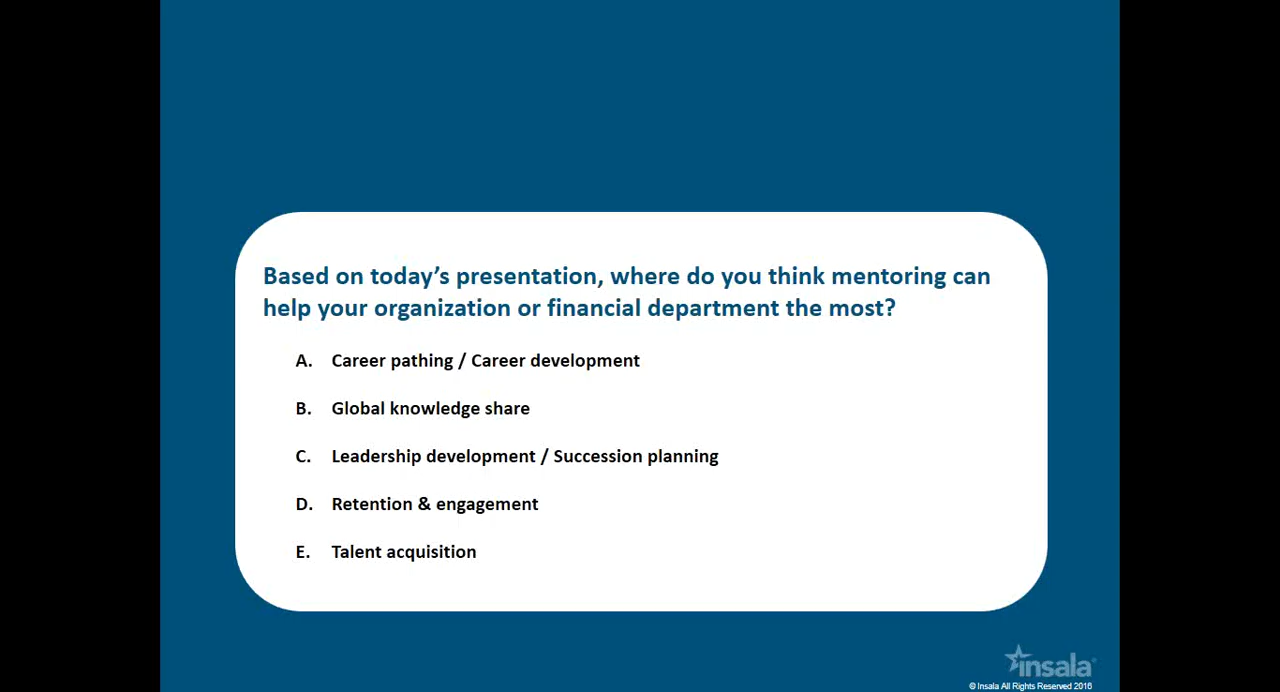 Based on today's presentation, where do you think mentoring can
help your organization or financial department the most?
A. Career pathing / Career development
B. Global knowledge share
C. Leadership development / Succession planning
D. Retention & engagement
E. Talent acquisition
insala®
© Insala All Rights Reserved 2016